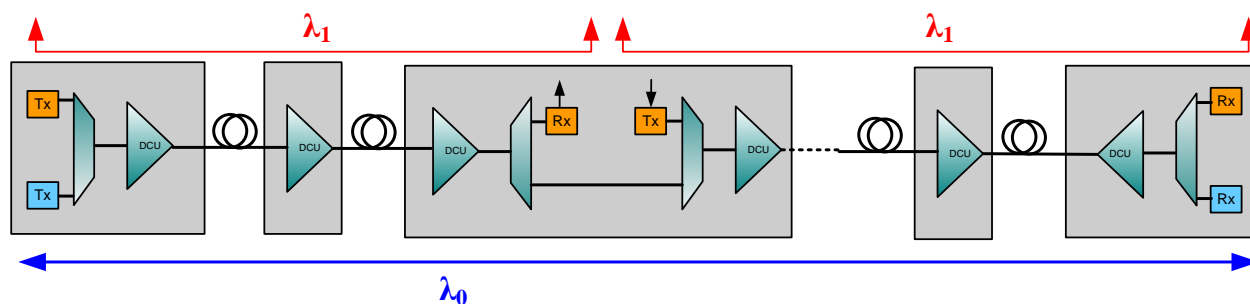 λ1 λ1
Tx DCU DCU DCU Rx Tx DCU DCU DCU Rx
Tx Rx
λ0